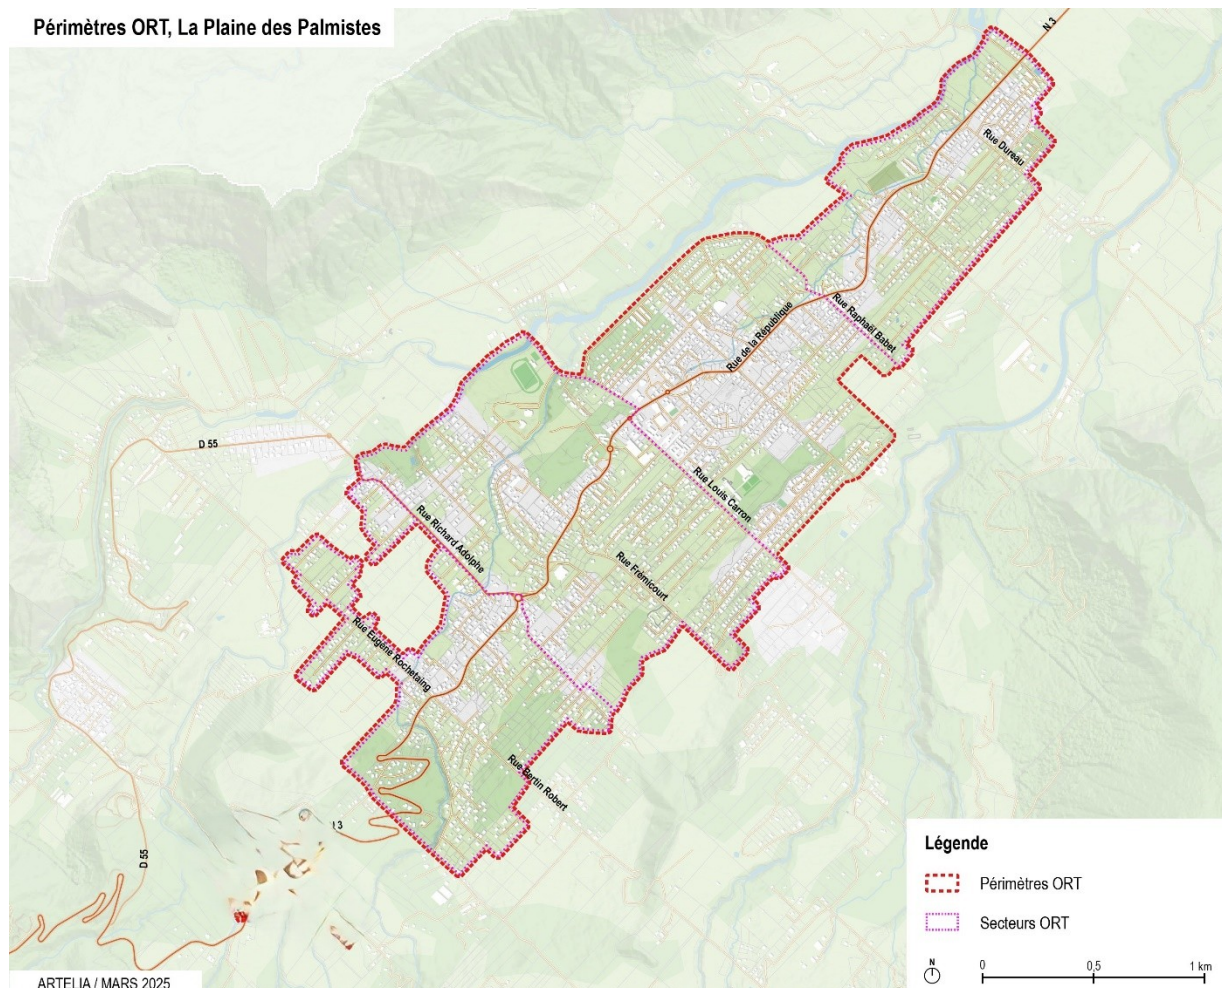 Périmètres ORT, La Plaine des Palmistes
N 3
Rue Dureau
Rue Raphaël Babet
Rue de la République
D 55
Rue Louis Carron
Rue Richard Adolphe
Rue Frémicourt
Rue Eugène Rochetaing
Rue Bertin Robert
3
D 55
Légende
Périmètres ORT
Secteurs ORT
N
0 0,5 1 km
ARTELIA / MARS 2025